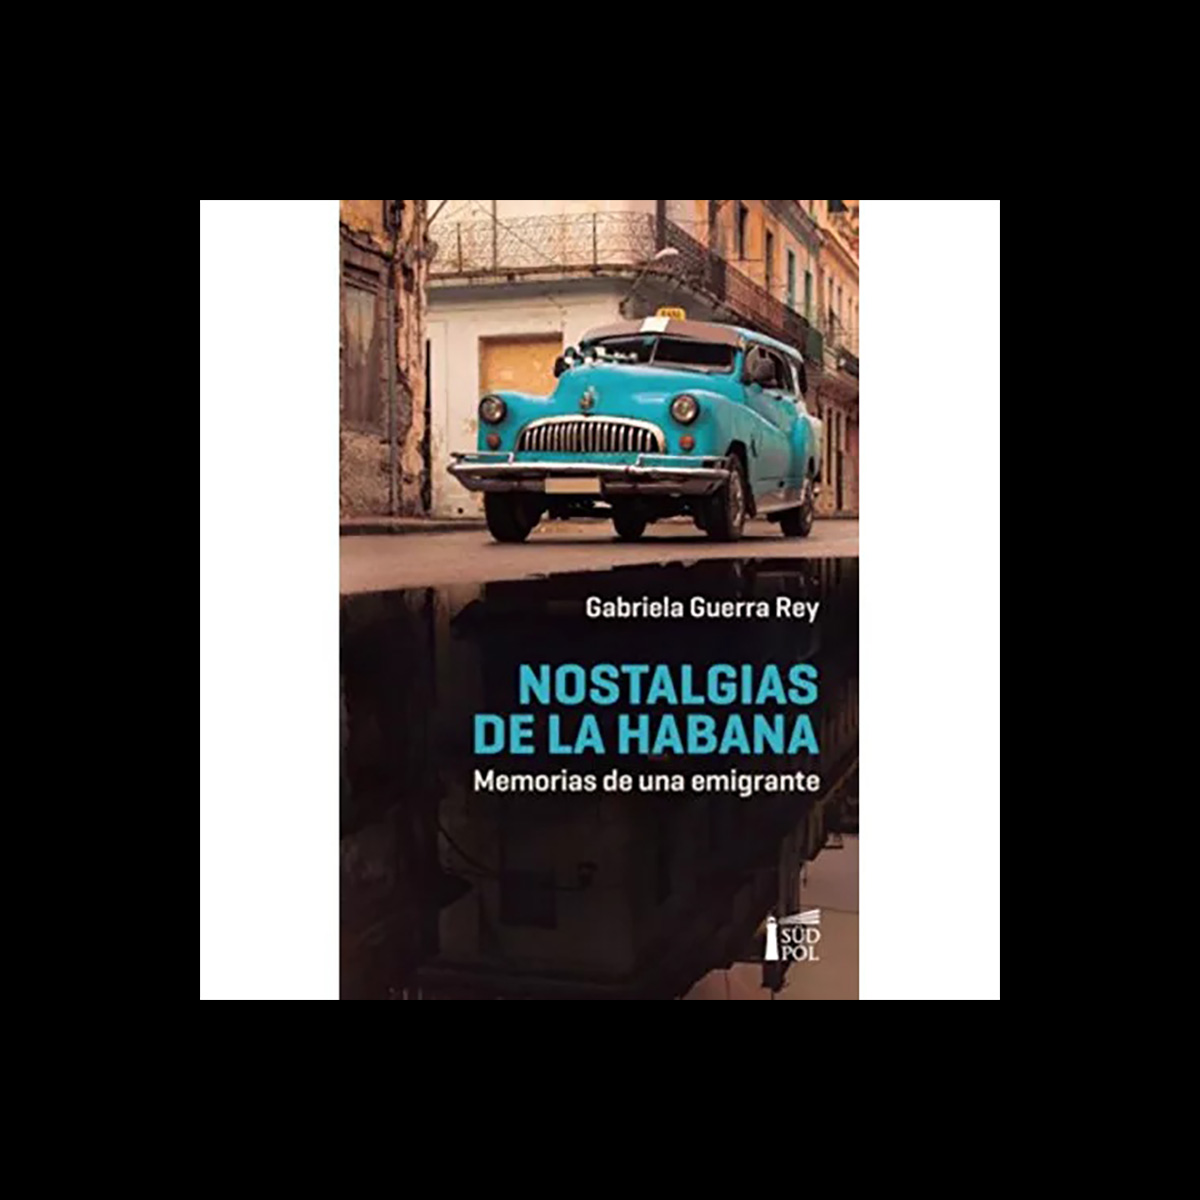 Gabriela Guerra Rey
NOSTALGIAS
DE LA HABANA
Memorias de una emigrante
SÜD
POL